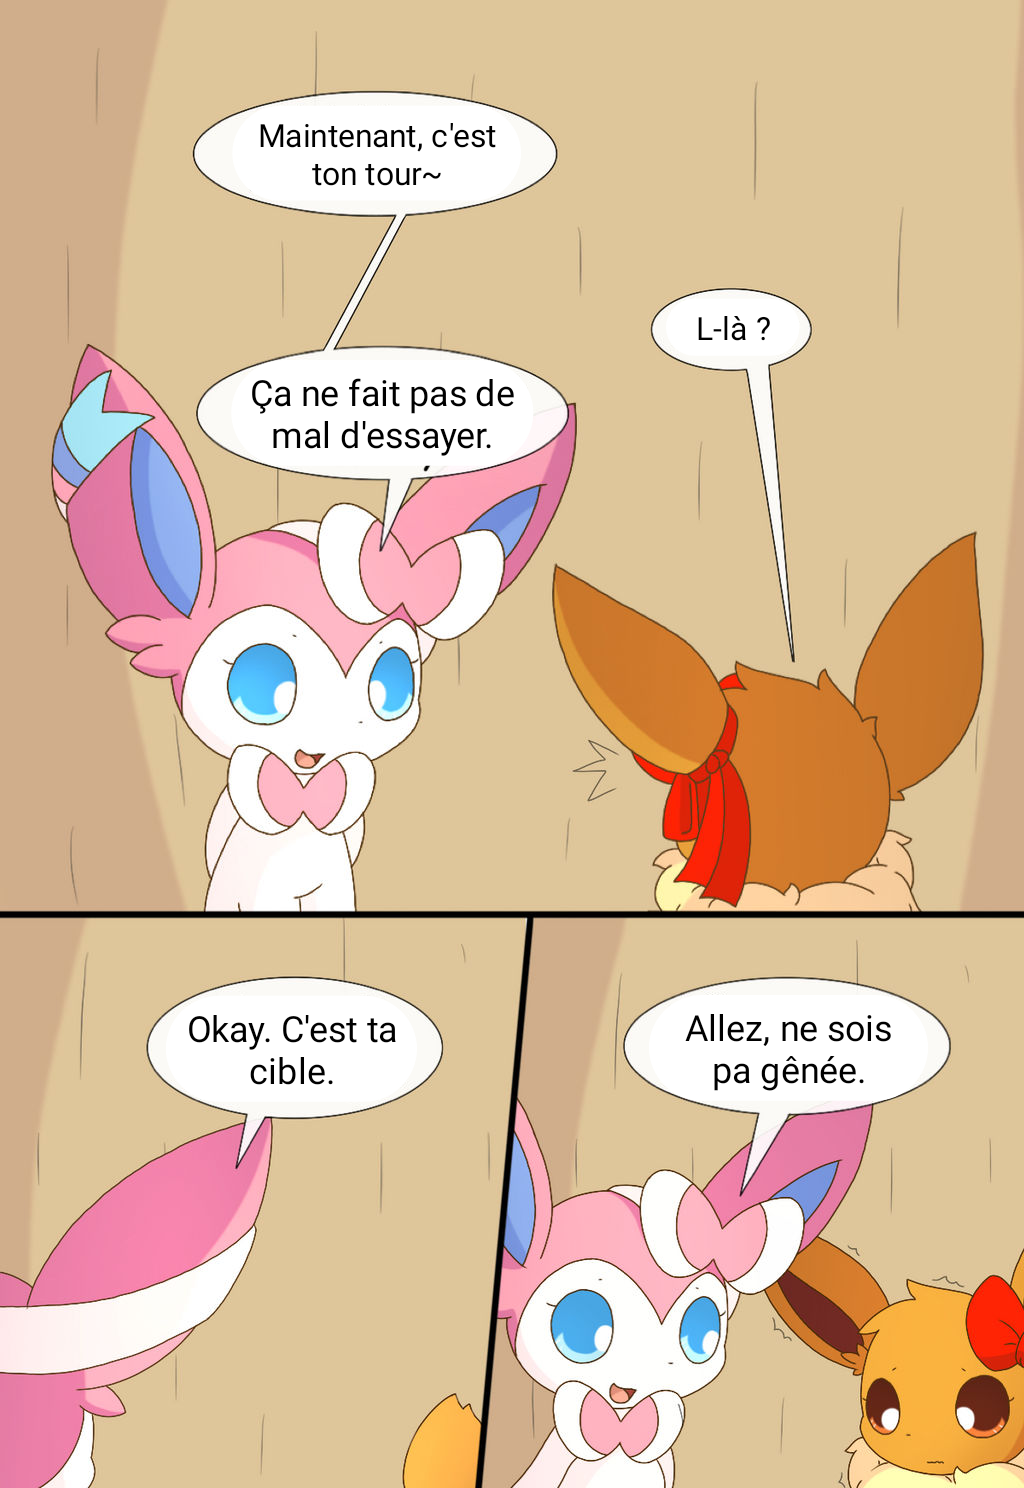 Maintenant, c'est
ton tour~
Ça ne fait pas de
mal d'essayer.
L-là ?
Okay. C'est ta
cible.
Allez, ne sois
pa gênée.